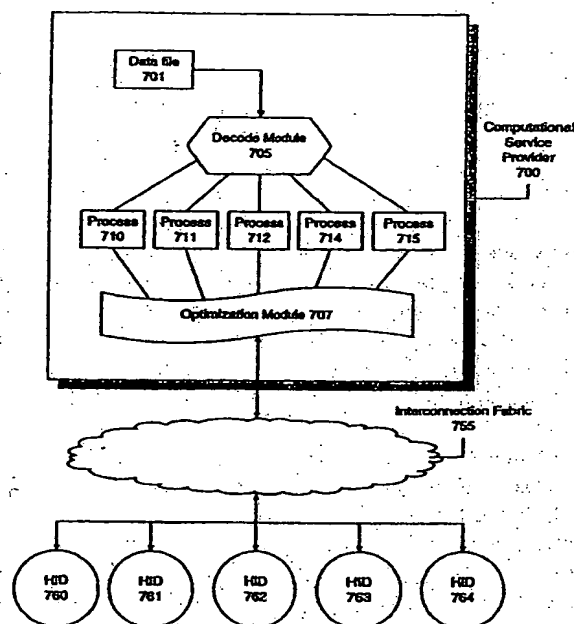 Data file
701
Decode Module
705
Computational
Service
Provider
700
Process
710
Process
711
Process
712
Process
714
Process
715
Optimization Module 707
Interconnection Fabric
755
HID
760
HID
761
HID
762
HID
763
HID
764